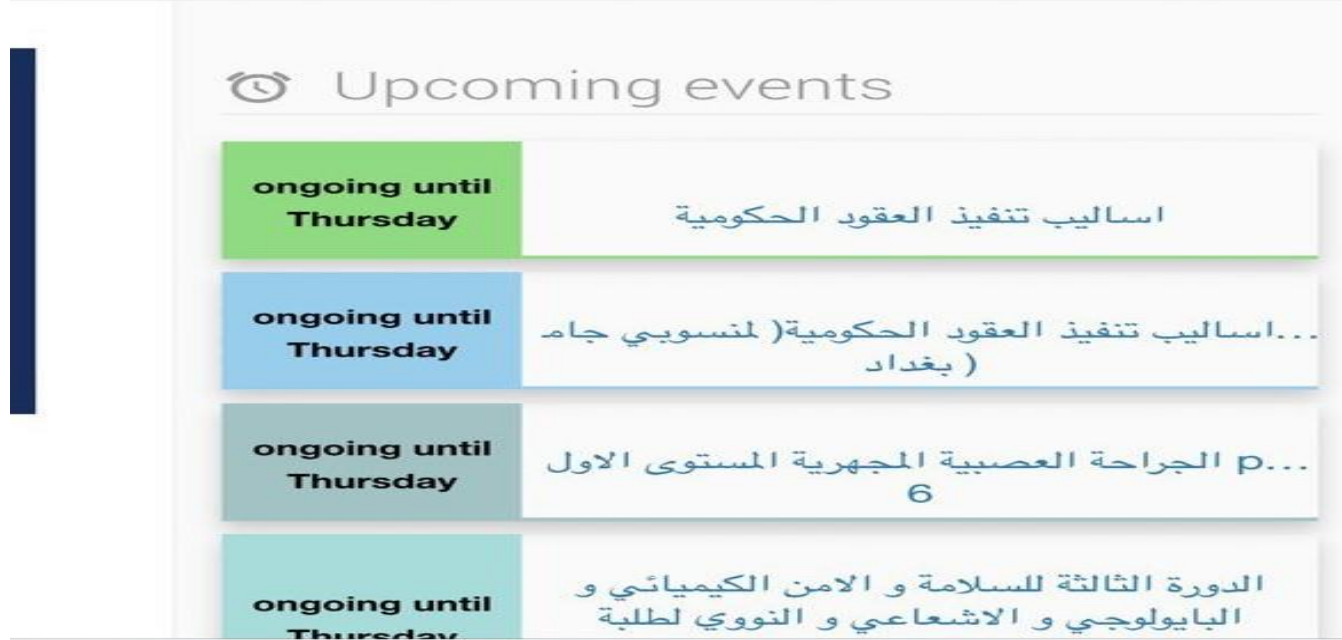 Upcoming events
ongoing until
Thursday
اساليب تنفيذ العقود الحكومية
ongoing until
Thursday
...اساليب تنفيذ العقود الحكومية( لمنسوبي جامـ
( بغداد
ongoing until
Thursday
...p الجراحة العصبية المجهرية المستوى الاول
6
ongoing until
Thursday
الدورة الثالثة للسلامة و الامن الكيميائي و
البايولوجي و الاشعاعي و النووي لطلبة